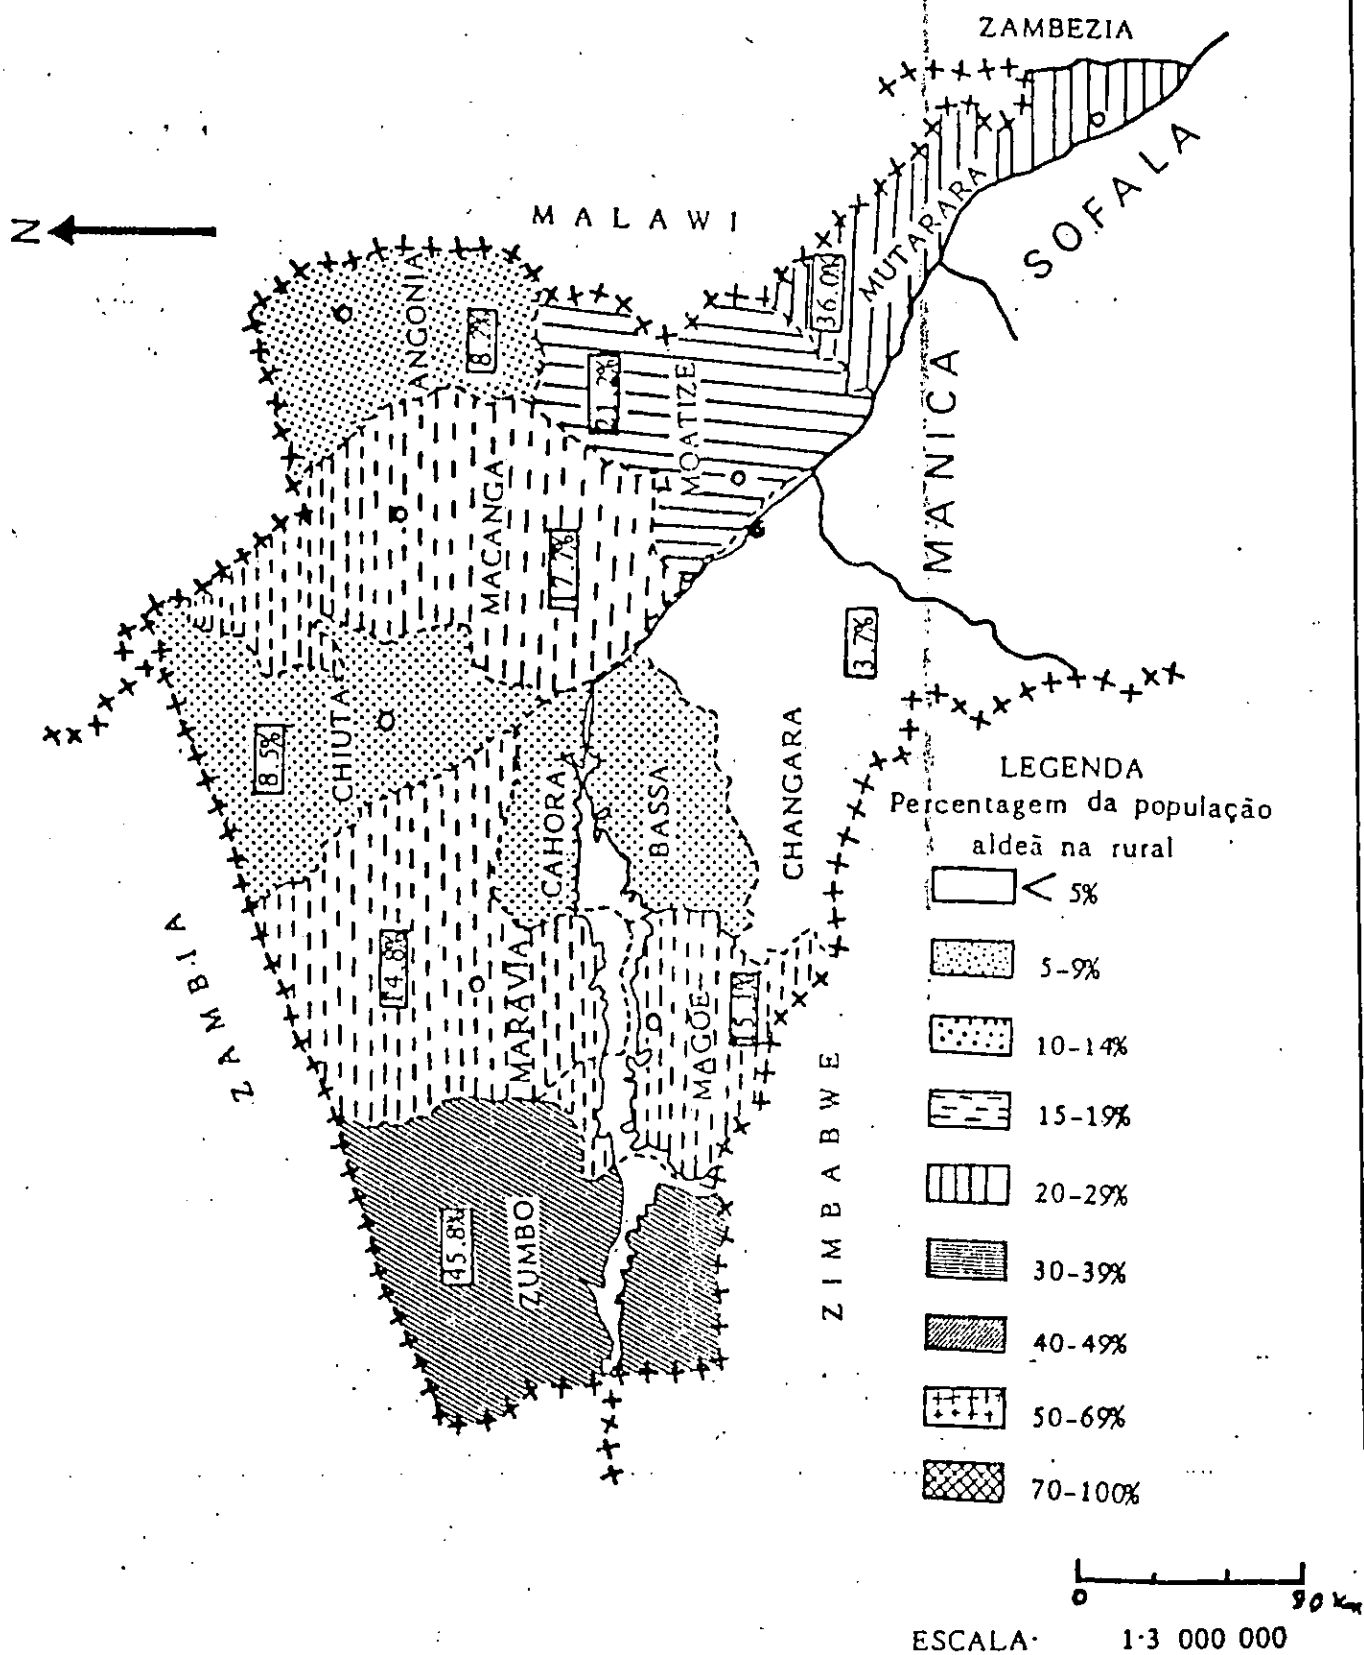 ZAMBEZIA
SOFALA
N
MALAWI
MUTARARA
36.0%
ANGONIA
8.2%
21.2%
MOATIZE
MANICA
MACANGA
17.7%
3.7%
CHIUTA
8.5%
CAHORA
BASSA
CHANGARA
ZAMBIA
14.8%
MARAVIA
MAGOE
15.1%
ZIMBABWE
45.8%
ZUMBO
LEGENDA
Percentagem da população
aldeã na rural
< 5%
5-9%
10-14%
15-19%
20-29%
30-39%
40-49%
50-69%
70-100%
0 90 Km
ESCALA· 1·3 000 000